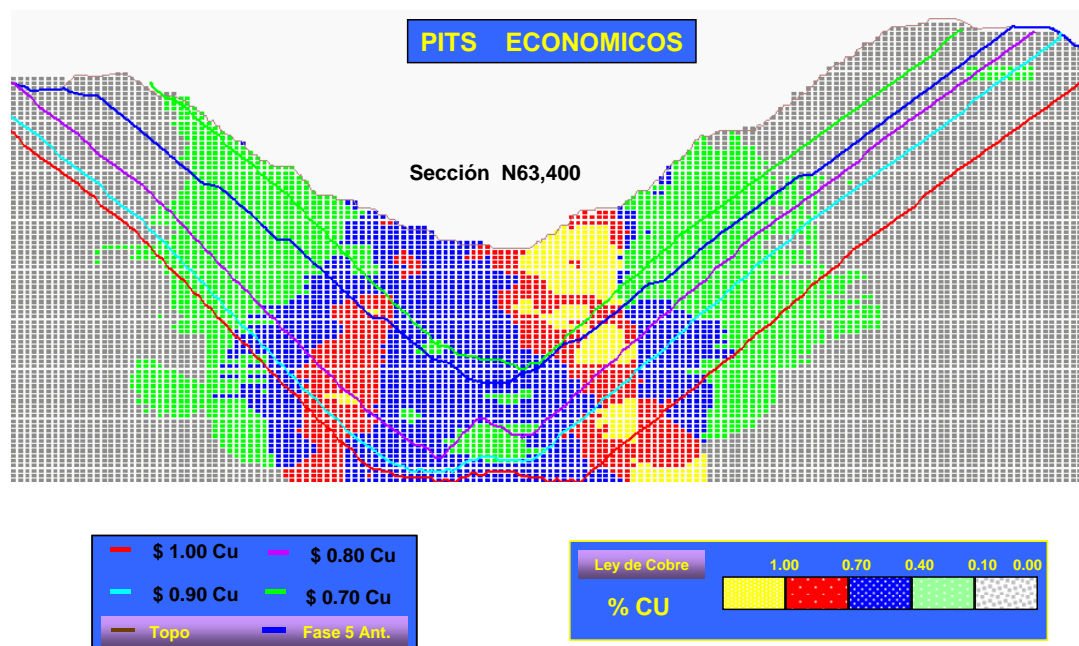 PITS ECONOMICOS
Sección N63,400
$ 1.00 Cu $ 0.80 Cu
$ 0.90 Cu $ 0.70 Cu
Topo Fase 5 Ant.
Ley de Cobre 1.00 0.70 0.40 0.10 0.00
% CU